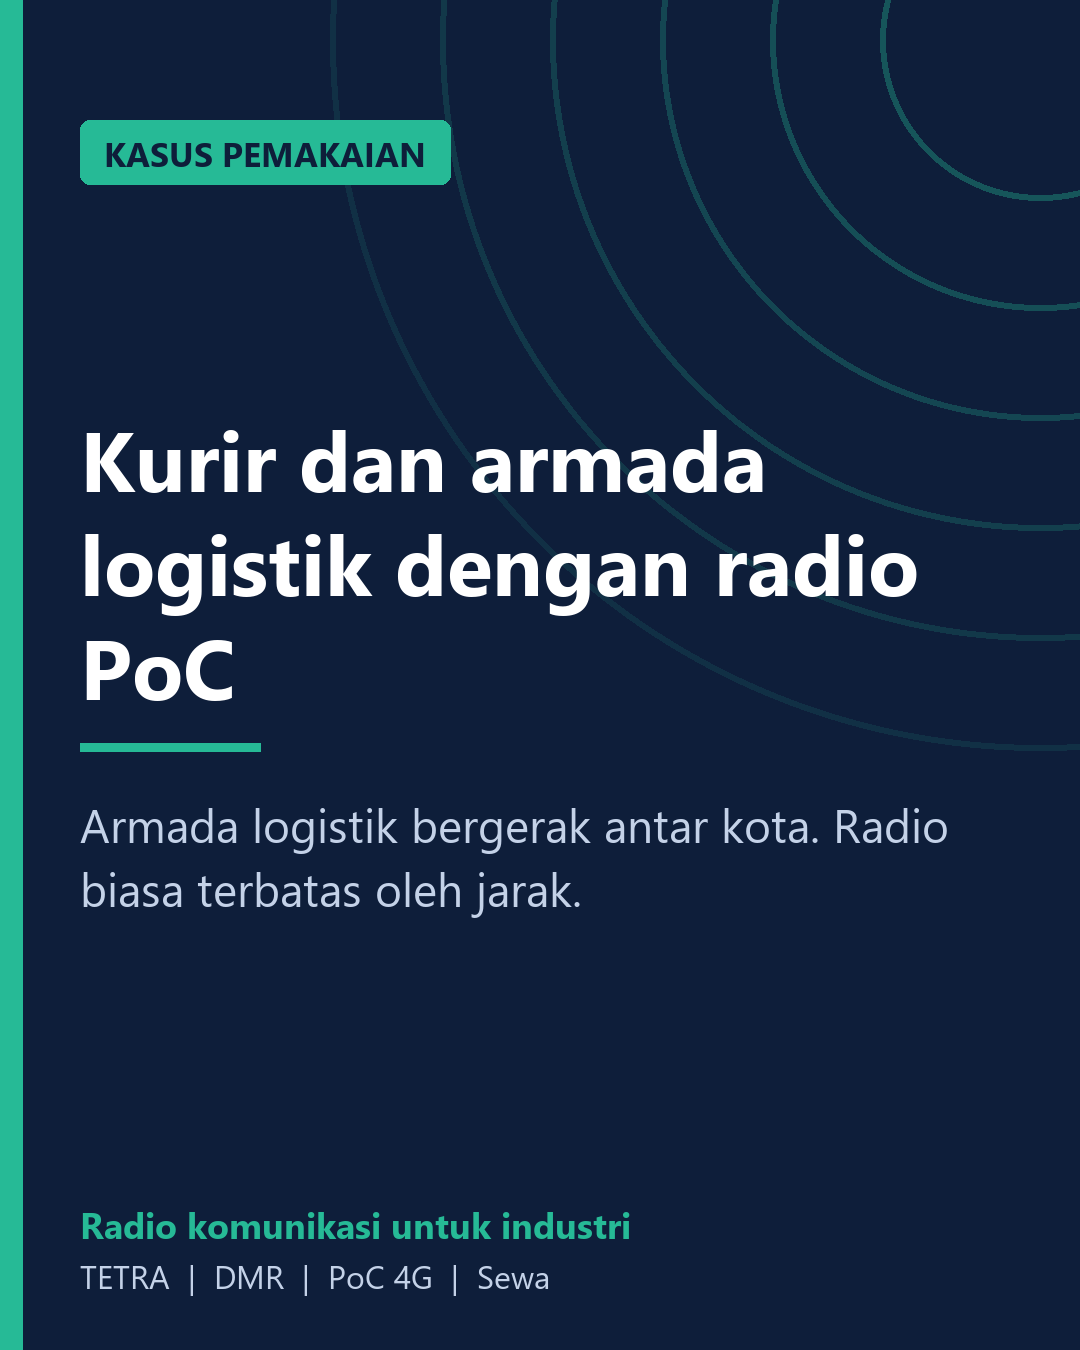 KASUS PEMAKAIAN
Kurir dan armada
logistik dengan radio
PoC
Armada logistik bergerak antar kota. Radio
biasa terbatas oleh jarak.
Radio komunikasi untuk industri
TETRA | DMR | PoC 4G | Sewa